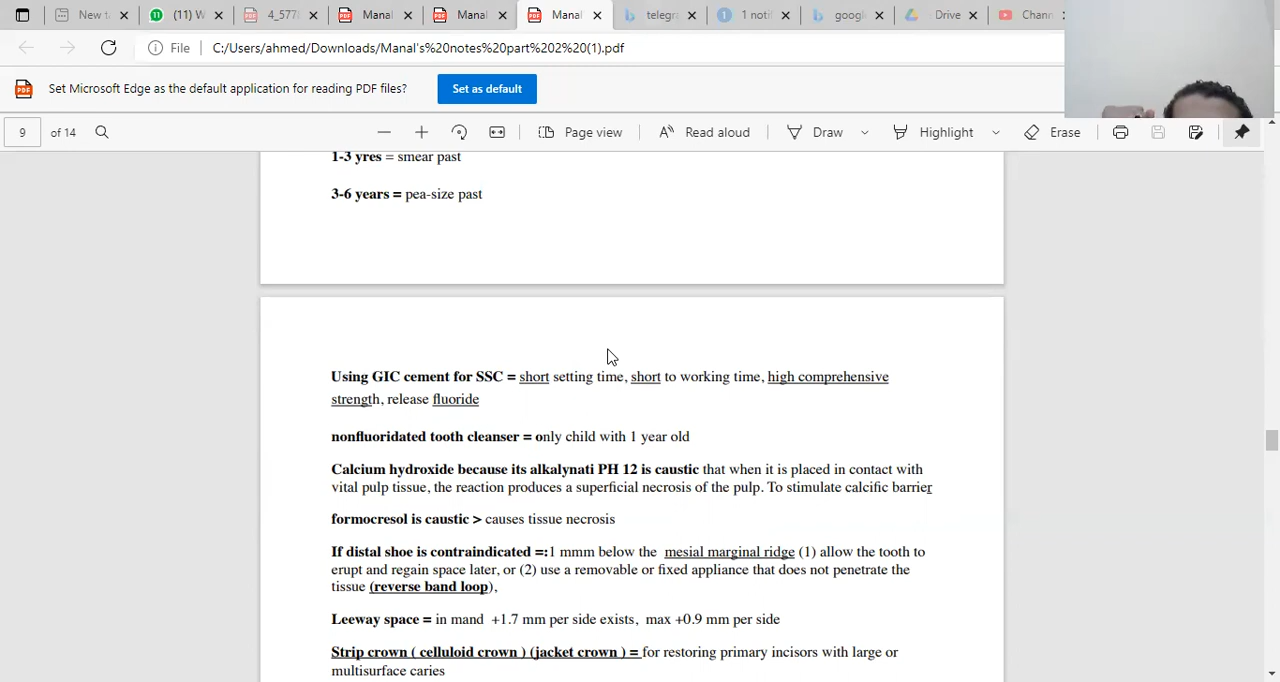 New t
(11) W
4_577
Manal
Manal
Manal
telegra
1 noti
googl
Drive
Chann
File C:/Users/ahmed/Downloads/Manal's%20notes%20part%202%20(1).pdf
Set Microsoft Edge as the default application for reading PDF files? Set as default
9 of 14 Page view Read aloud Draw Highlight Erase
1-3 yres = smear past
3-6 years = pea-size past
Using GIC cement for SSC = short setting time, short to working time, high comprehensive
strength, release fluoride
nonfluoridated tooth cleanser = only child with 1 year old
Calcium hydroxide because its alkalynati PH 12 is caustic that when it is placed in contact with
vital pulp tissue, the reaction produces a superficial necrosis of the pulp. To stimulate calcific barrier
formocresol is caustic > causes tissue necrosis
If distal shoe is contraindicated =:1 mmm below the mesial marginal ridge (1) allow the tooth to
erupt and regain space later, or (2) use a removable or fixed appliance that does not penetrate the
tissue (reverse band loop),
Leeway space = in mand +1.7 mm per side exists, max +0.9 mm per side
Strip crown ( celluloid crown ) (jacket crown ) = for restoring primary incisors with large or
multisurface caries